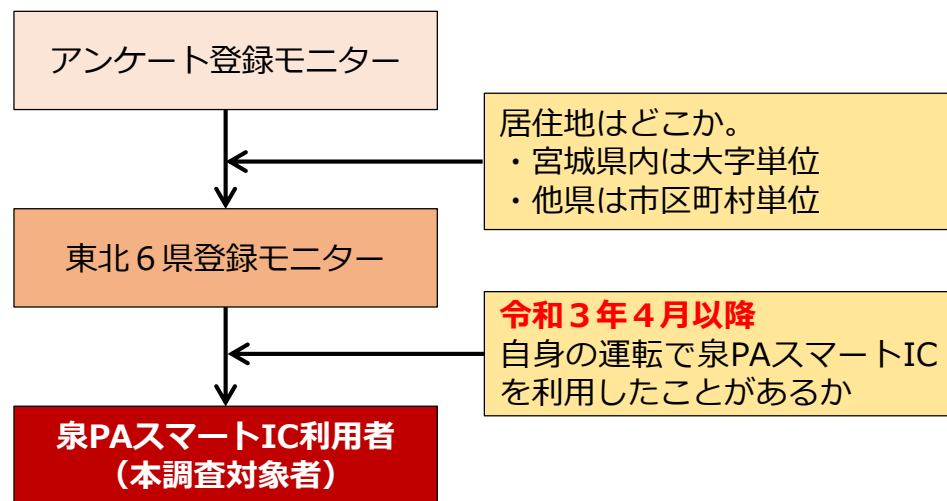 アンケート登録モニター
居住地はどこか。
・宮城県内は大字単位
・他県は市区町村単位
東北６県登録モニター
令和３年４月以降
自身の運転で泉PAスマートIC
を利用したことがあるか
泉PAスマートIC利用者
（本調査対象者）